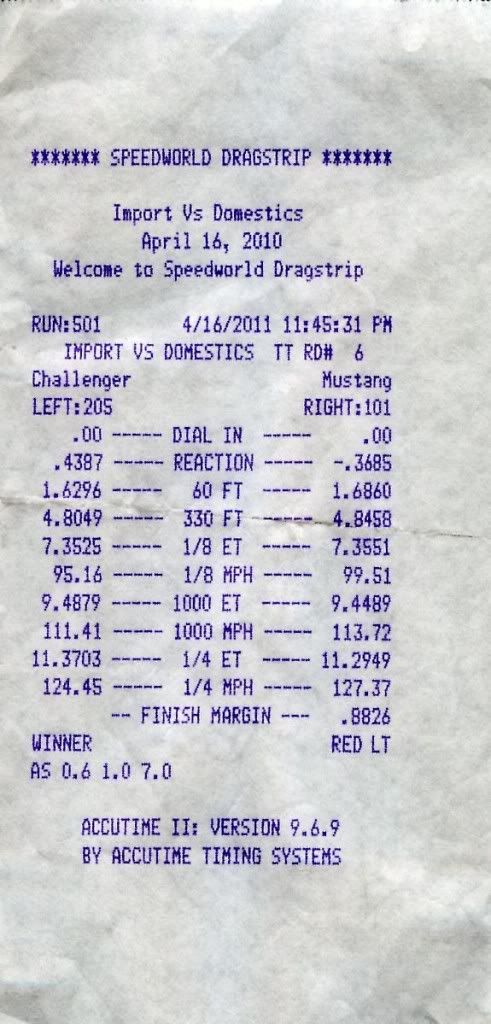 ******* SPEEDWORLD DRAGSTRIP *******
Import Vs Domestics
April 16, 2010
Welcome to Speedworld Dragstrip
RUN:501 4/16/2011 11:45:31 PM
IMPORT VS DOMESTICS TT RD# 6
Challenger Mustang
LEFT:205 RIGHT:101
.00 ----- DIAL IN ----- .00
.4387 ----- REACTION ----- -.3685
1.6296 ----- 60 FT ----- 1.6860
4.8049 ----- 330 FT ----- 4.8458
7.3525 ----- 1/8 ET ----- 7.3551
95.16 ----- 1/8 MPH ----- 99.51
9.4879 ----- 1000 ET ----- 9.4489
111.41 ----- 1000 MPH ----- 113.72
11.3703 ----- 1/4 ET ----- 11.2949
124.45 ----- 1/4 MPH ----- 127.37
-- FINISH MARGIN --- .8826
WINNER RED LT
AS 0.6 1.0 7.0
ACCUTIME II: VERSION 9.6.9
BY ACCUTIME TIMING SYSTEMS